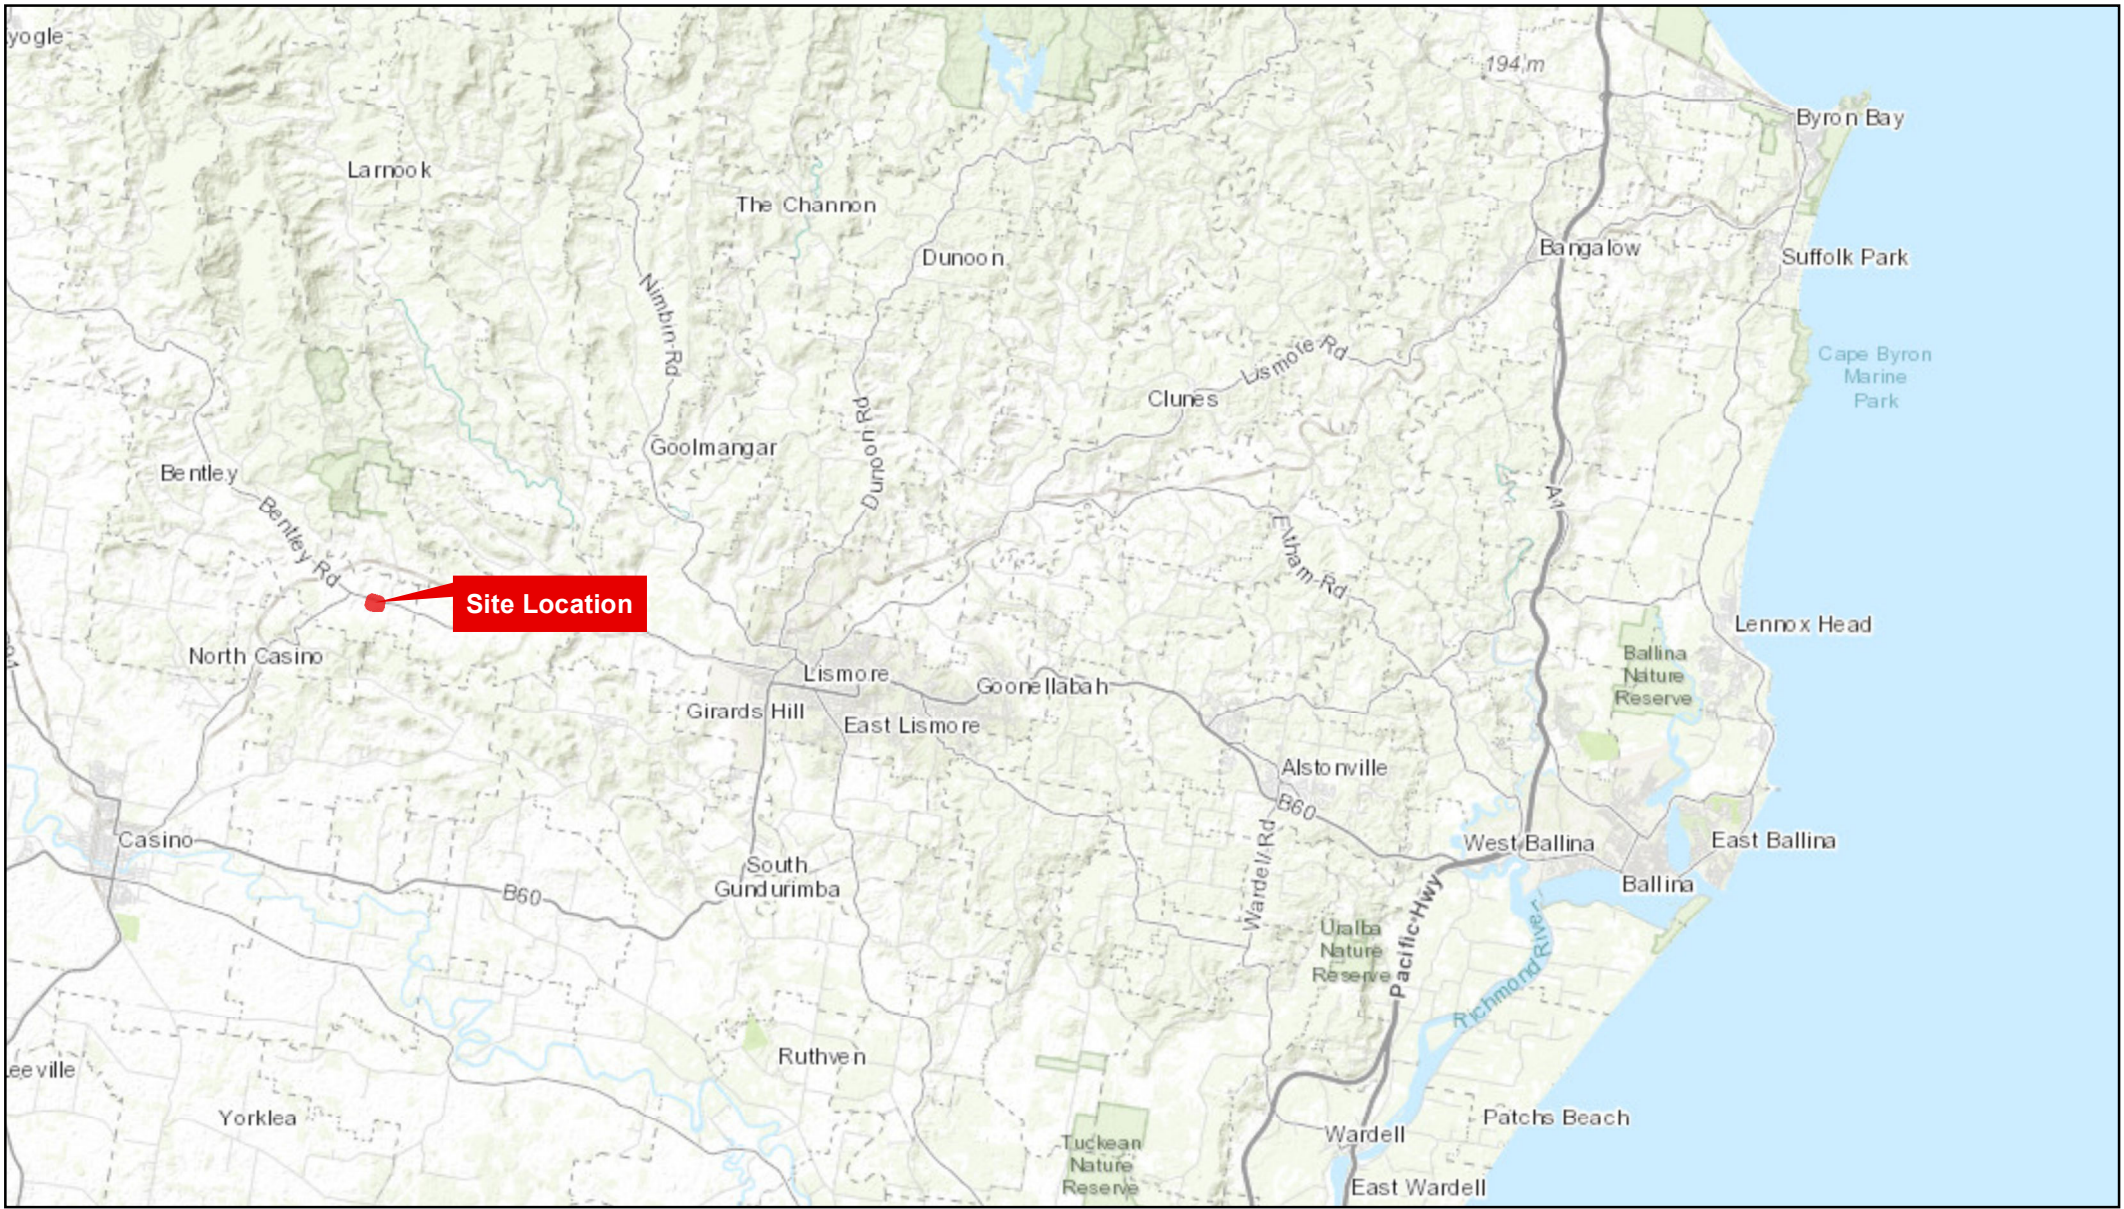 yogle
194 m
Byron Bay
Larnook
The Channon
Dunoon
Bangalow
Suffolk Park
Nimbin Rd
Lismore Rd
Cape Byron
Marine
Park
Clunes
Dunoon Rd
Goolmangar
Bentley
Bentley Rd
A1
Eltham Rd
Site Location
Lennox Head
North Casino
Ballina
Nature
Reserve
Lismore
Goonellabah
Girards Hill
East Lismore
Alstonville
B60
Casino
West Ballina
East Ballina
Wardell Rd
South
Gundurimba
B60
Ballina
Pacific Hwy
Uralba
Nature
Reserve
Richmond River
Ruthven
eeville
Yorklea
Patchs Beach
Wardell
Tuckean
Nature
Reserve
East Wardell